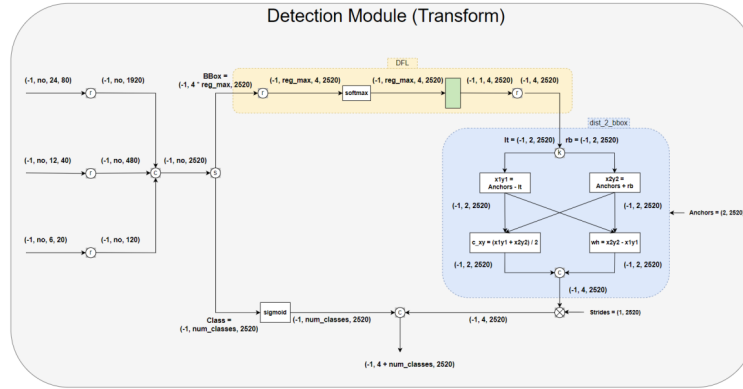 Detection Module (Transform)
DFL
BBox =
(-1, 4 * reg_max, 2520)
(-1, reg_max, 4, 2520)
(-1, reg_max, 4, 2520)
(-1, 1, 4, 2520)
(-1, 4, 2520)
r
softmax
r
(-1, no, 24, 80)
(-1, no, 1920)
r
dist_2_bbox
lt = (-1, 2, 2520)
rb = (-1, 2, 2520)
k
(-1, no, 12, 40)
(-1, no, 480)
(-1, no, 2520)
r
c
s
x1y1 =
Anchors - lt
x2y2 =
Anchors + rb
(-1, 2, 2520)
(-1, 2, 2520)
Anchors = (2, 2520)
(-1, no, 6, 20)
(-1, no, 120)
r
c_xy = (x1y1 + x2y2) / 2
wh = x2y2 - x1y1
(-1, 2, 2520)
(-1, 2, 2520)
c
(-1, 4, 2520)
Class =
(-1, num_classes, 2520)
sigmoid
(-1, num_classes, 2520)
c
(-1, 4, 2520)
Strides = (1, 2520)
(-1, 4 + num_classes, 2520)